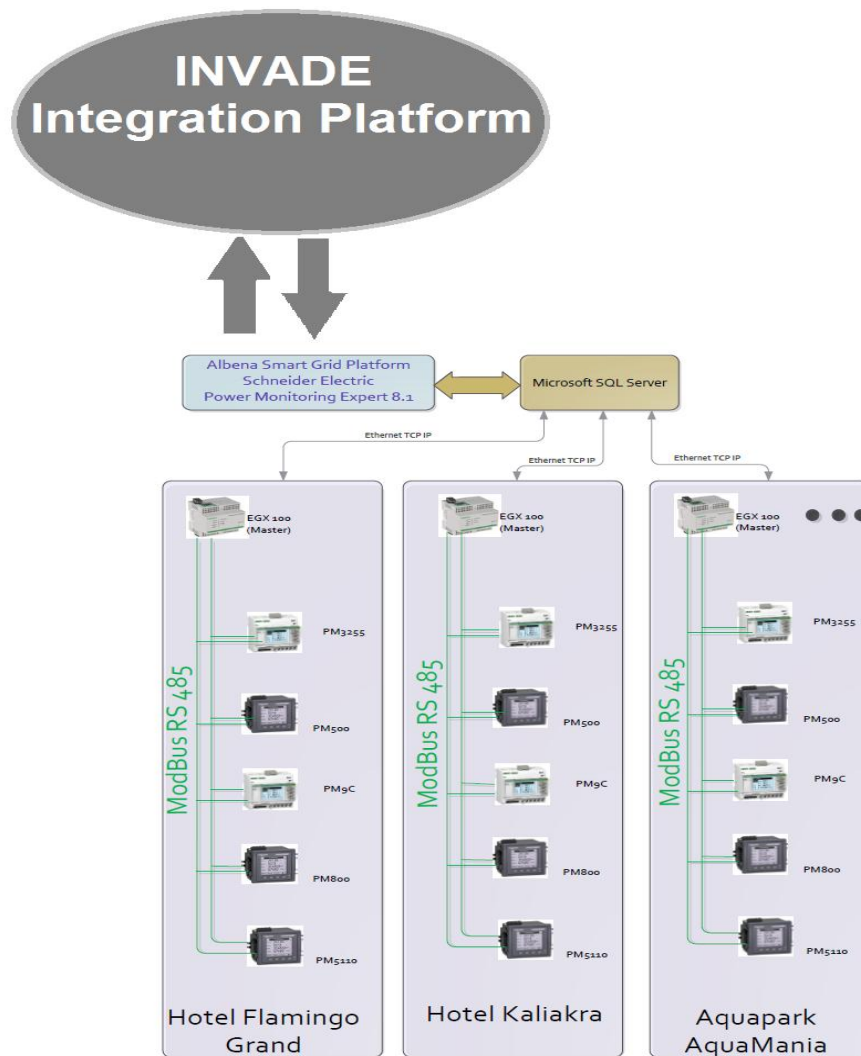 INVADE
Integration Platform
Albena Smart Grid Platform
Schneider Electric
Power Monitoring Expert 8.1
Microsoft SQL Server
Ethernet TCP IP
Ethernet TCP IP
Ethernet TCP IP
EGX 100
(Master)
PM3255
PM500
PM9C
PM800
PM5110
ModBus RS 485
Hotel Flamingo
Grand
EGX 100
(Master)
PM3255
PM500
PM9C
PM800
PM5110
ModBus RS 485
Hotel Kaliakra
EGX 100
(Master)
PM3255
PM500
PM9C
PM800
PM5110
ModBus RS 485
Aquapark
AquaMania